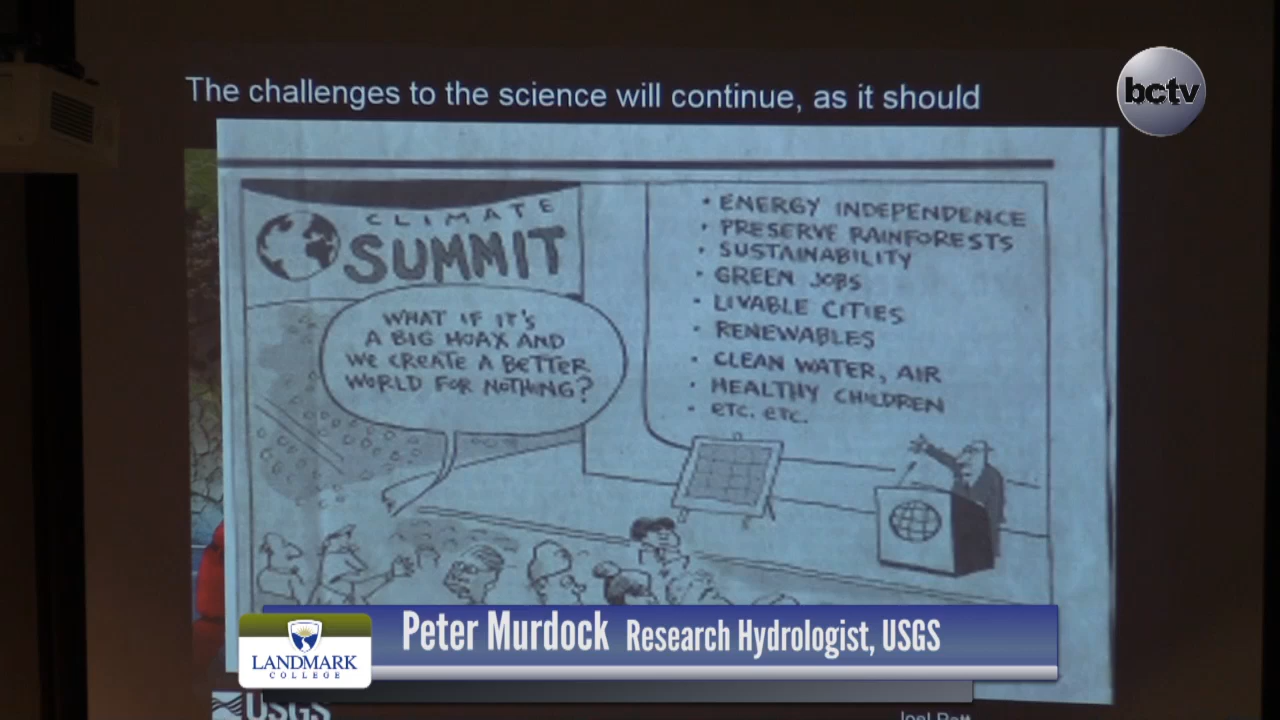 The challenges to the science will continue, as it should
bctv
CLIMATE
SUMMIT
WHAT IF IT'S
A BIG HOAX AND
WE CREATE A BETTER
WORLD FOR NOTHING?
• ENERGY INDEPENDENCE
• PRESERVE RAINFORESTS
• SUSTAINABILITY
• GREEN JOBS
• LIVABLE CITIES
• RENEWABLES
• CLEAN WATER, AIR
• HEALTHY CHILDREN
• ETC. ETC.
Peter Murdock Research Hydrologist, USGS
LANDMARK
COLLEGE
USGS